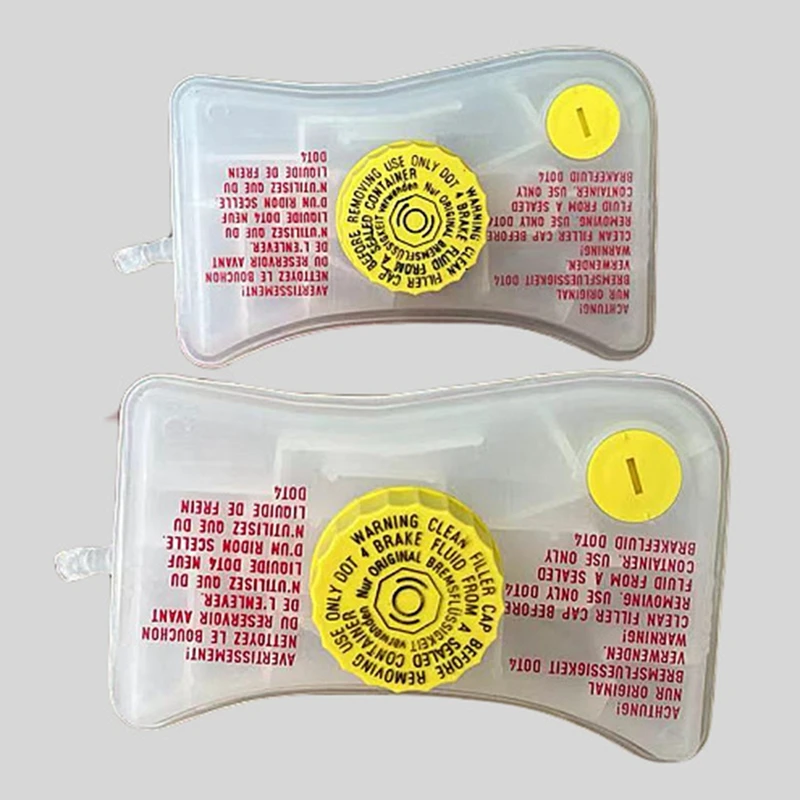 ACHTUNG!
NUR ORIGINAL
BREMSFLUESSIGKEIT DOT4
VERWENDEN.
WARNING!
CLEAN FILLER CAP BEFORE
REMOVING. USE ONLY DOT4
FLUID FROM A SEALED
CONTAINER. USE ONLY
BRAKEFLUID DOT4
WARNING CLEAN FILLER CAP BEFORE REMOVING USE ONLY DOT 4 BRAKE FLUID FROM A SEALED CONTAINER
Nur ORIGINAL BREMSFLÜSSIGKEIT verwenden
AVERTISSEMENT!
NETTOYEZ LE BOUCHON
DU RESERVOIR AVANT
DE L'ENLEVER.
N'UTILISEZ QUE DU
LIQUIDE DOT4 NEUF
D'UN RIDON SCELLE.
N'UTILISEZ QUE DU
LIQUIDE DE FREIN
DOT4
ACHTUNG!
NUR ORIGINAL
BREMSFLUESSIGKEIT DOT4
VERWENDEN.
WARNING!
CLEAN FILLER CAP BEFORE
REMOVING. USE ONLY DOT4
FLUID FROM A SEALED
CONTAINER. USE ONLY
BRAKEFLUID DOT4
WARNING CLEAN FILLER CAP BEFORE REMOVING USE ONLY DOT 4 BRAKE FLUID FROM A SEALED CONTAINER
Nur ORIGINAL BREMSFLÜSSIGKEIT verwenden
AVERTISSEMENT!
NETTOYEZ LE BOUCHON
DU RESERVOIR AVANT
DE L'ENLEVER.
N'UTILISEZ QUE DU
LIQUIDE DOT4 NEUF
D'UN RIDON SCELLE.
N'UTILISEZ QUE DU
LIQUIDE DE FREIN
DOT4